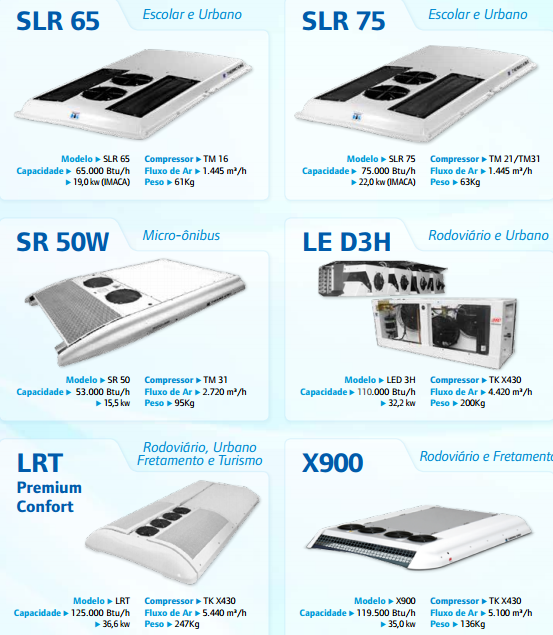 SLR 65
Escolar e Urbano
Modelo ▶ SLR 65
Capacidade ▶ 65.000 Btu/h
▶ 19,0 kw (IMACA)
Compressor ▶ TM 16
Fluxo de Ar ▶ 1.445 m³/h
Peso ▶ 61Kg
SLR 75
Escolar e Urbano
Modelo ▶ SLR 75
Capacidade ▶ 75.000 Btu/h
▶ 22,0 kw (IMACA)
Compressor ▶ TM 21/TM31
Fluxo de Ar ▶ 1.445 m³/h
Peso ▶ 63Kg
SR 50W
Micro-ônibus
Modelo ▶ SR 50
Capacidade ▶ 53.000 Btu/h
▶ 15,5 kw
Compressor ▶ TM 31
Fluxo de Ar ▶ 2.720 m³/h
Peso ▶ 95Kg
LE D3H
Rodoviário e Urbano
Modelo ▶ LED 3H
Capacidade ▶ 110.000 Btu/h
▶ 32,2 kw
Compressor ▶ TK X430
Fluxo de Ar ▶ 4.420 m³/h
Peso ▶ 200Kg
LRT
Premium
Confort
Rodoviário, Urbano
Fretamento e Turismo
Modelo ▶ LRT
Capacidade ▶ 125.000 Btu/h
▶ 36,6 kw
Compressor ▶ TK X430
Fluxo de Ar ▶ 5.440 m³/h
Peso ▶ 247Kg
X900
Rodoviário e Fretament
Modelo ▶ X900
Capacidade ▶ 119.500 Btu/h
▶ 35,0 kw
Compressor ▶ TK X430
Fluxo de Ar ▶ 5.100 m³/h
Peso ▶ 136Kg